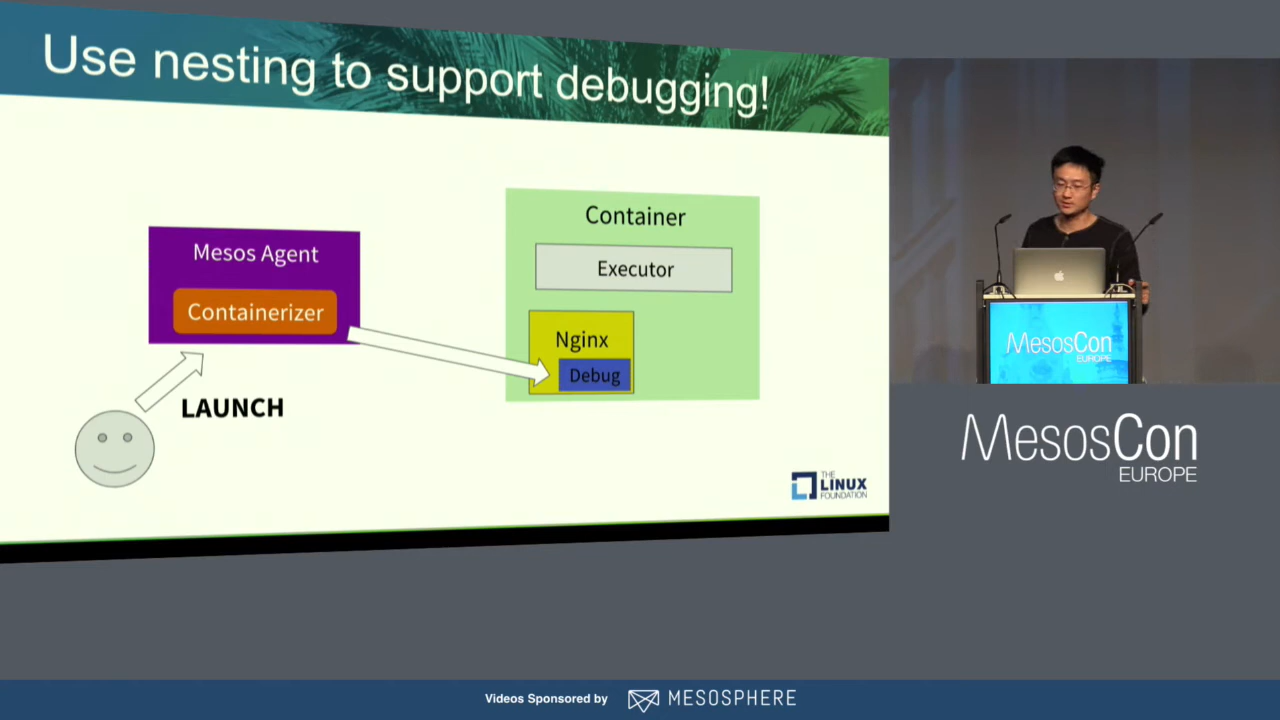 Use nesting to support debugging!
Mesos Agent
Containerizer
LAUNCH
Container
Executor
Nginx
Debug
THE
LINUX
FOUNDATION
MesosCon
EUROPE
MesosCon
EUROPE
Videos Sponsored by
MESOSPHERE